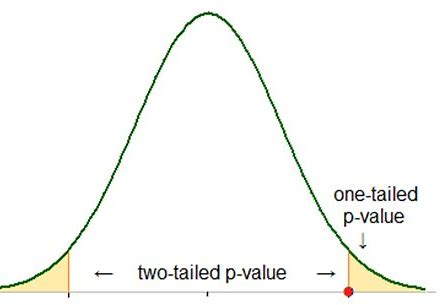 one-tailed
p-value
↓
← two-tailed p-value →